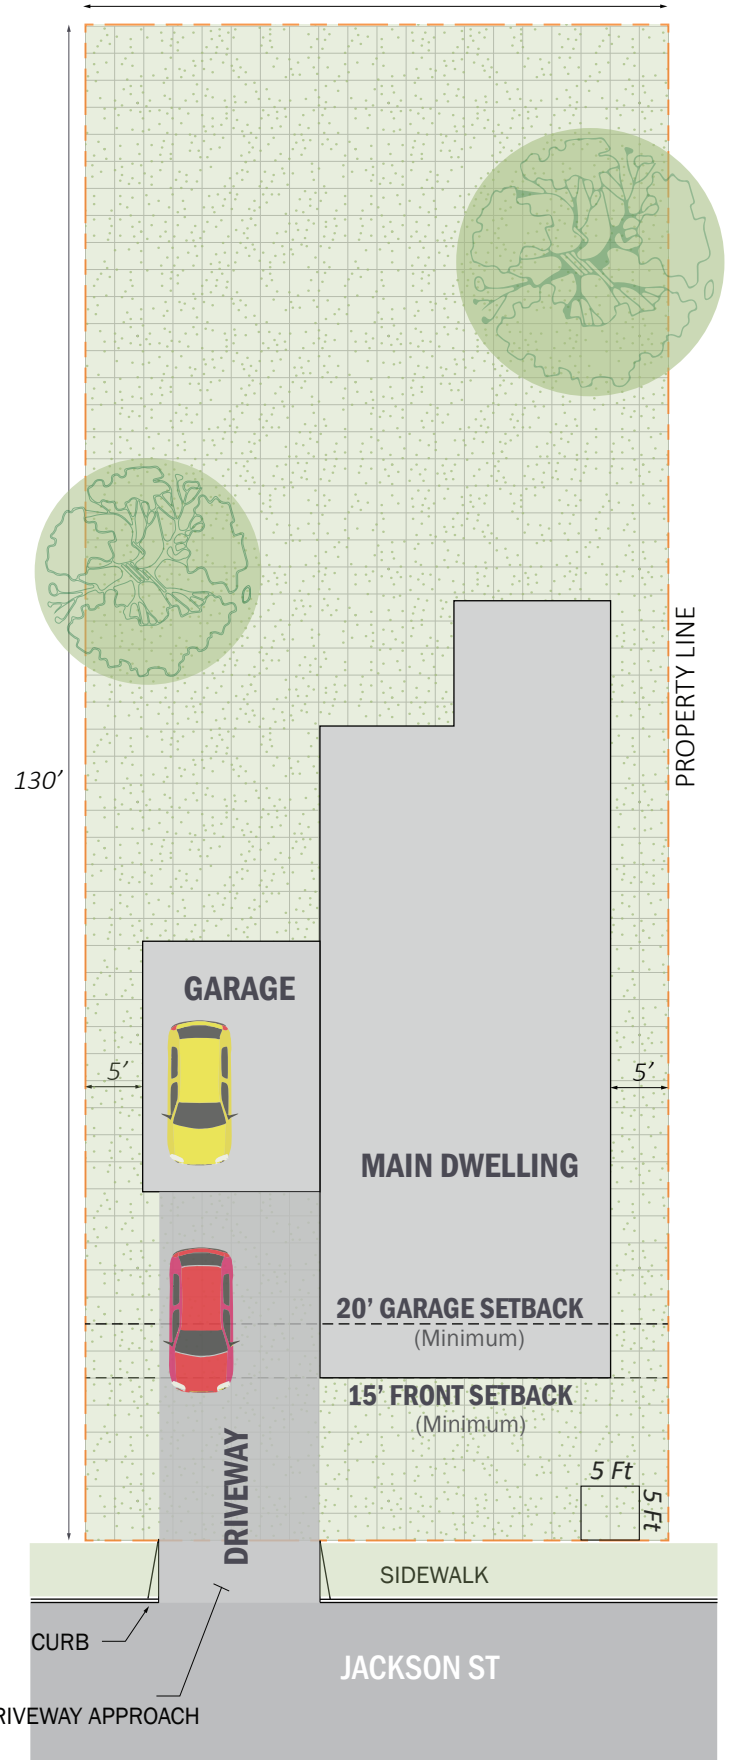 PROPERTY LINE
130’
GARAGE
5’
5’
MAIN DWELLING
20’ GARAGE SETBACK
(Minimum)
15’ FRONT SETBACK
(Minimum)
DRIVEWAY
5 Ft
5 Ft
SIDEWALK
CURB
JACKSON ST
RIVEWAY APPROACH